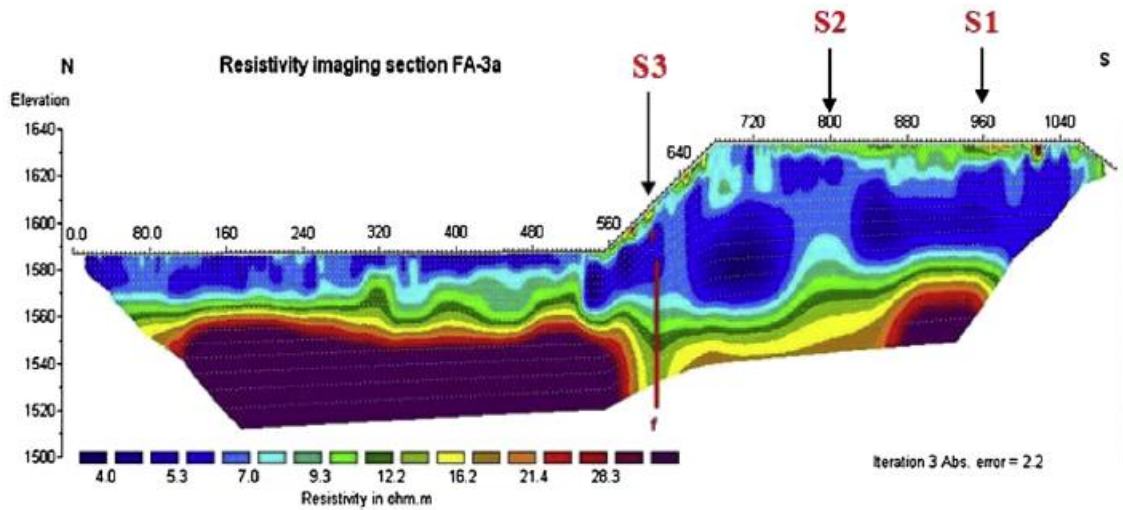 S2 S1
N Resistivity imaging section FA-3a S3 S
Elevation
720 800 880 960 1040
640
560
0.0 80.0 160 240 320 400 480
1640
1620
1600
1580
1560
1540
1520
1500
f
4.0 5.3 7.0 9.3 12.2 16.2 21.4 28.3
Resistivity in ohm.m
Iteration 3 Abs. error = 2.2